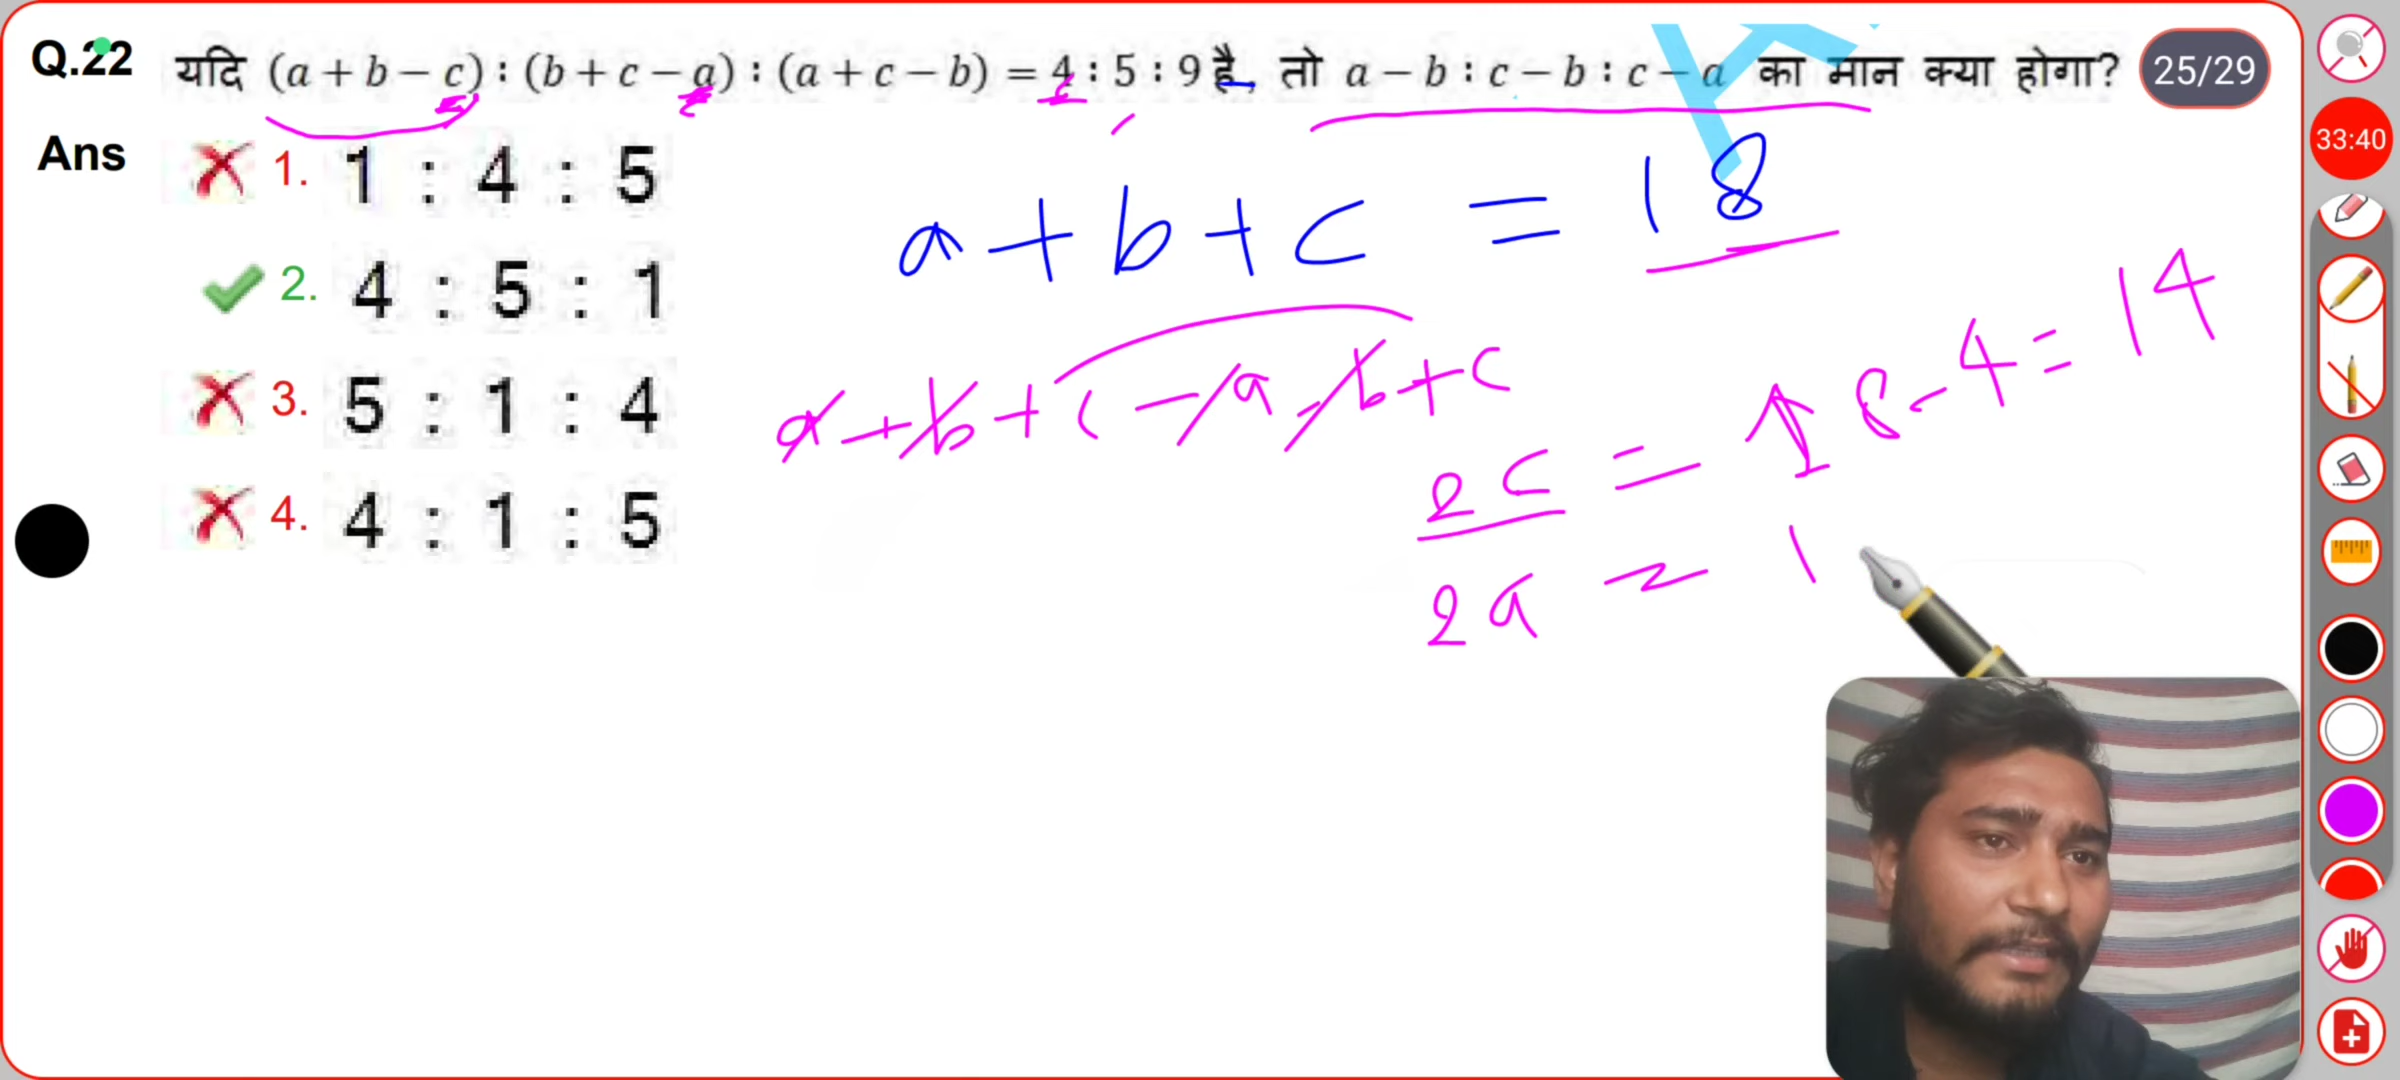 Q.22 यदि (a + b − c) : (b + c − a) : (a + c − b) = 4 : 5 : 9 है, तो a − b : c − b : c − a का मान क्या होगा? 25/29
33:40
Ans 1. 1 : 4 : 5
2. 4 : 5 : 1
3. 5 : 1 : 4
4. 4 : 1 : 5
a + b + c = 18
a + b + c - a - b + c
2c = 18 - 4 = 14
2a = 1